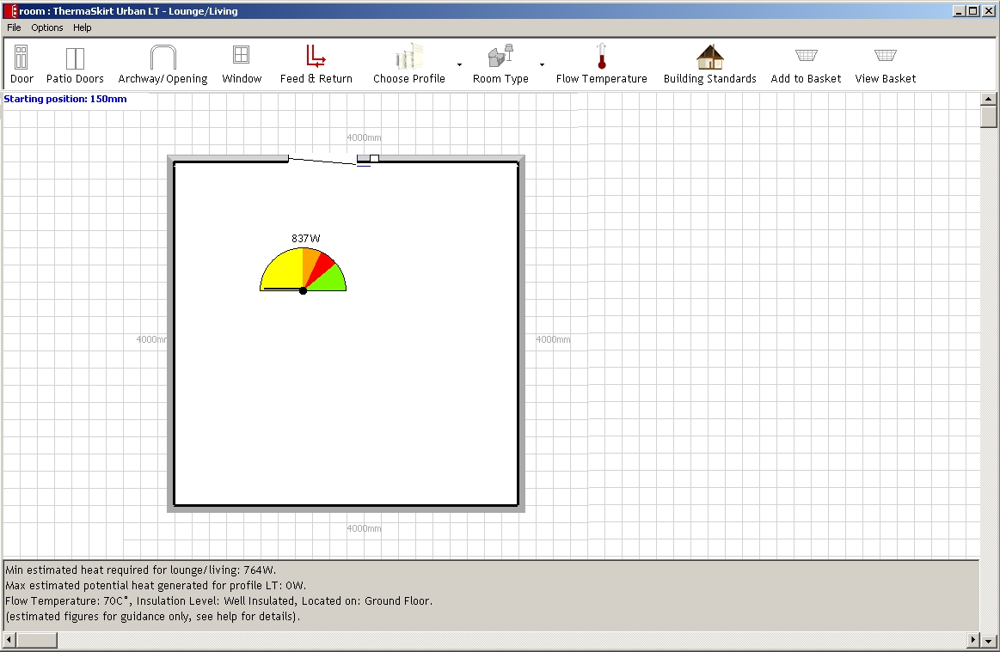 room : ThermaSkirt Urban LT - Lounge/Living
File Options Help
Door Patio Doors Archway/Opening Window Feed & Return Choose Profile Room Type Flow Temperature Building Standards Add to Basket View Basket
Starting position: 150mm
4000mm
837W
4000mm 4000mm
4000mm
Min estimated heat required for lounge/living: 764W.
Max estimated potential heat generated for profile LT: 0W.
Flow Temperature: 70C°, Insulation Level: Well Insulated, Located on: Ground Floor.
(estimated figures for guidance only, see help for details).